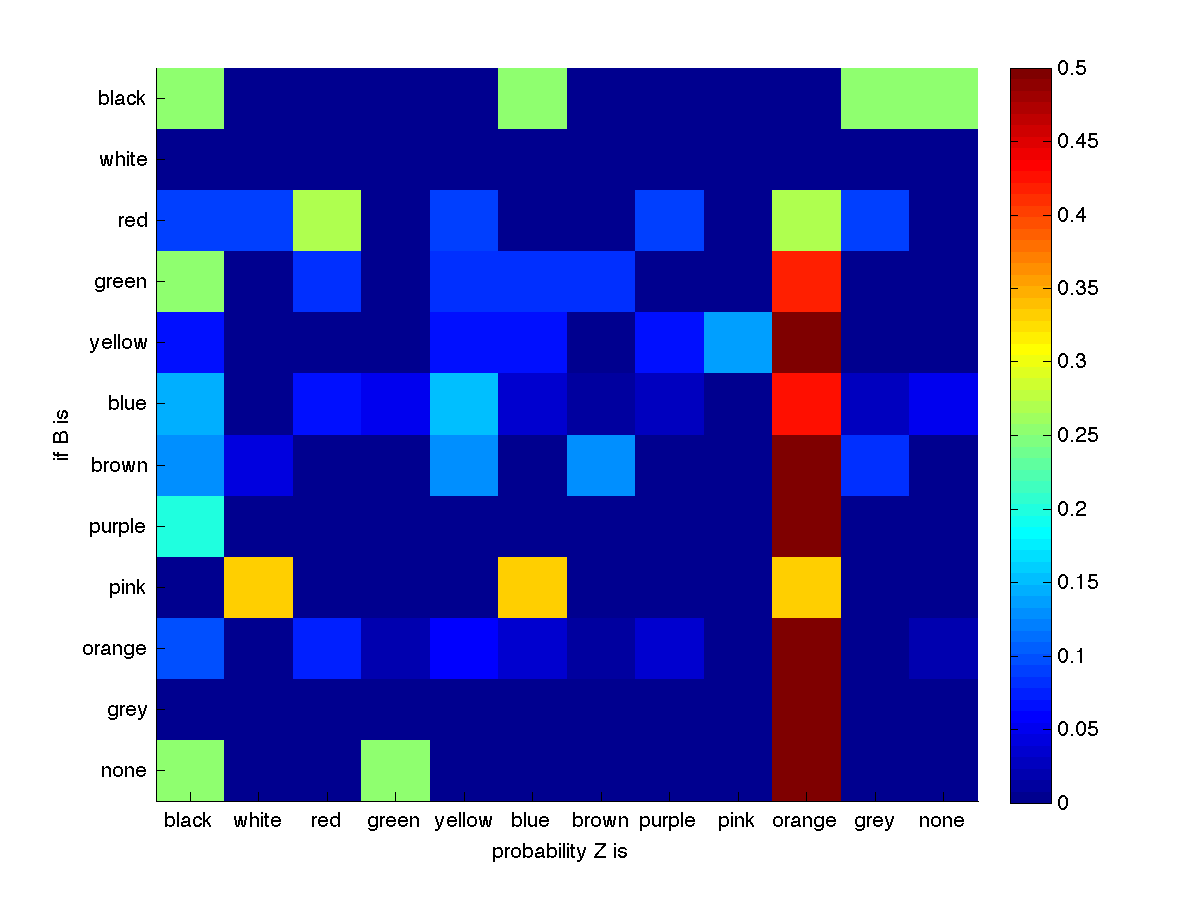 black
white
red
green
yellow
blue
brown
purple
pink
orange
grey
none
if B is
black white red green yellow blue brown purple pink orange grey none
probability Z is
0.5
0.45
0.4
0.35
0.3
0.25
0.2
0.15
0.1
0.05
0